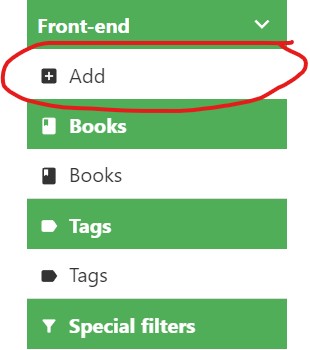 Front-end
Add
Books
Books
Tags
Tags
Special filters